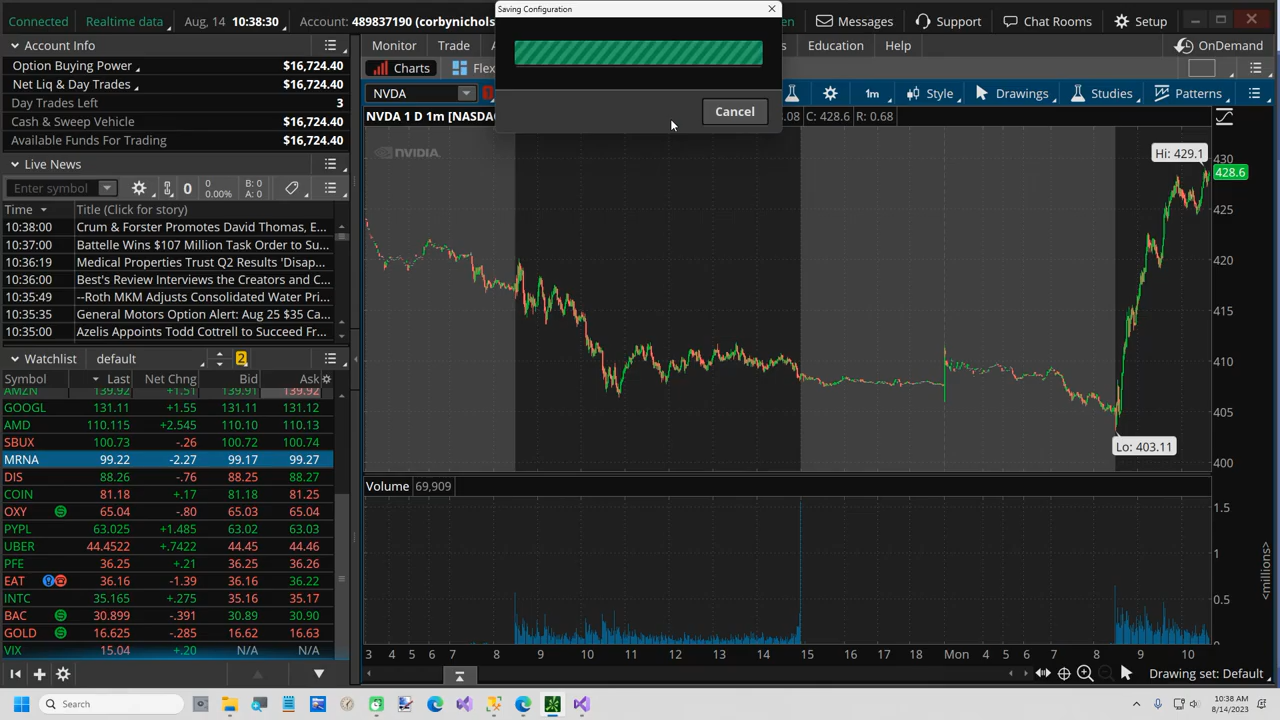 Connected
Realtime data
Aug, 14
10:38:30
Account: 489837190 (corbynichols
Saving Configuration
Cancel
Messages
Support
Chat Rooms
Setup
Account Info
Option Buying Power $16,724.40
Net Liq & Day Trades $16,724.40
Day Trades Left 3
Cash & Sweep Vehicle $16,724.40
Available Funds For Trading $16,724.40
Monitor
Trade
Education
Help
OnDemand
Charts
Flex
NVDA
1m
Style
Drawings
Studies
Patterns
NVDA 1 D 1m [NASDA
.08
C: 428.6
R: 0.68
NVIDIA
Live News
Enter symbol
0
0
0.00%
B: 0
A: 0
Time Title (Click for story)
10:38:00 Crum & Forster Promotes David Thomas, E...
10:37:00 Battelle Wins $107 Million Task Order to Su...
10:36:19 Medical Properties Trust Q2 Results 'Disap...
10:36:00 Best's Review Interviews the Creators and C...
10:35:49 --Roth MKM Adjusts Consolidated Water Pri...
10:35:35 General Motors Option Alert: Aug 25 $35 Ca...
10:35:00 Azelis Appoints Todd Cottrell to Succeed Fr...
Watchlist
default
2
Symbol Last Net Chng Bid Ask
AMZN 139.92 +1.51 139.91 139.92
GOOGL 131.11 +1.55 131.11 131.12
AMD 110.115 +2.545 110.10 110.13
SBUX 100.73 -.26 100.72 100.74
MRNA 99.22 -2.27 99.17 99.27
DIS 88.26 -.76 88.25 88.27
COIN 81.18 +.17 81.18 81.25
OXY 65.04 -.80 65.03 65.04
PYPL 63.025 +1.485 63.02 63.03
UBER 44.4522 +.7422 44.45 44.46
PFE 36.25 +.21 36.25 36.26
EAT 36.16 -1.39 36.16 36.22
INTC 35.165 +.275 35.16 35.17
BAC 30.899 -.391 30.89 30.90
GOLD 16.625 -.285 16.62 16.63
VIX 15.04 +.20 N/A N/A
Hi: 429.1
430
428.6
425
420
415
410
405
Lo: 403.11
400
Volume 69,909
1.5
1
0.5
0
<millions>
3 4 5 6 7 8 9 10 11 12 13 14 15 16 17 18 Mon 4 5 6 7 8 9 10
Drawing set: Default
Search
10:38 AM
8/14/2023